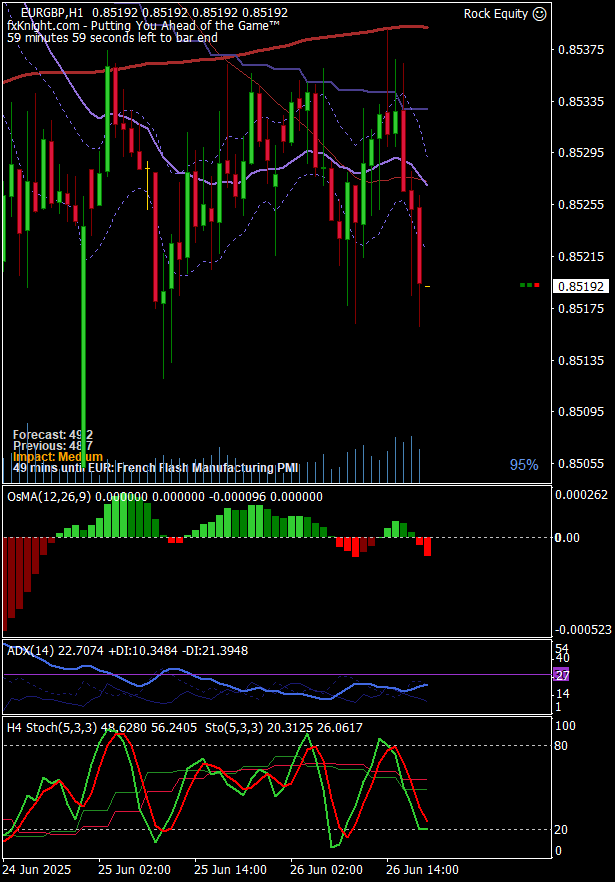 EURGBP,H1  0.85192 0.85192 0.85192 0.85192
Rock Equity ☺
fxKnight.com - Putting You Ahead of the Game™
59 minutes 59 seconds left to bar end
0.85375
0.85335
0.85295
0.85255
0.85215
0.85192
0.85175
0.85135
0.85095
0.85055
Forecast: 49.2
Previous: 48.7
Impact: Medium
49 mins until EUR: French Flash Manufacturing PMI
95%
OsMA(12,26,9) 0.000000 0.000000 -0.000096 0.000000
0.000262
0.00
-0.000523
ADX(14) 22.7074 +DI:10.3484 -DI:21.3948
54
40
27
14
1
H4 Stoch(5,3,3) 48.6280 56.2405  Sto(5,3,3) 20.3125 26.0617
100
80
20
0
24 Jun 2025
25 Jun 02:00
25 Jun 14:00
26 Jun 02:00
26 Jun 14:00